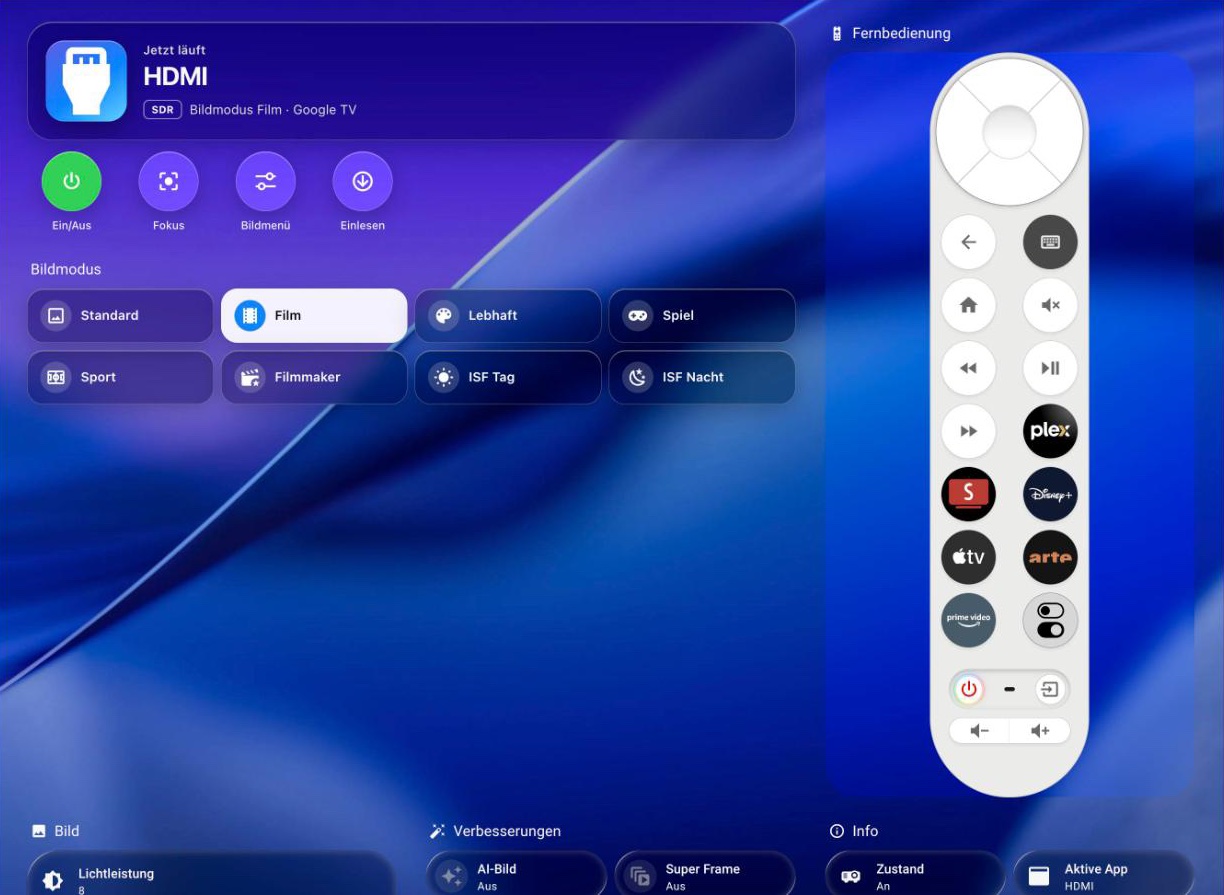 Jetzt läuft
HDMI
SDR Bildmodus Film · Google TV
Ein/Aus Fokus Bildmenü Einlesen
Bildmodus
Standard Film Lebhaft Spiel
Sport Filmmaker ISF Tag ISF Nacht
Fernbedienung
plex
S Disney+
tv arte
prime video
Bild
Lichtleistung
8
Verbesserungen
AI-Bild Super Frame
Aus Aus
Info
Zustand Aktive App
An HDMI